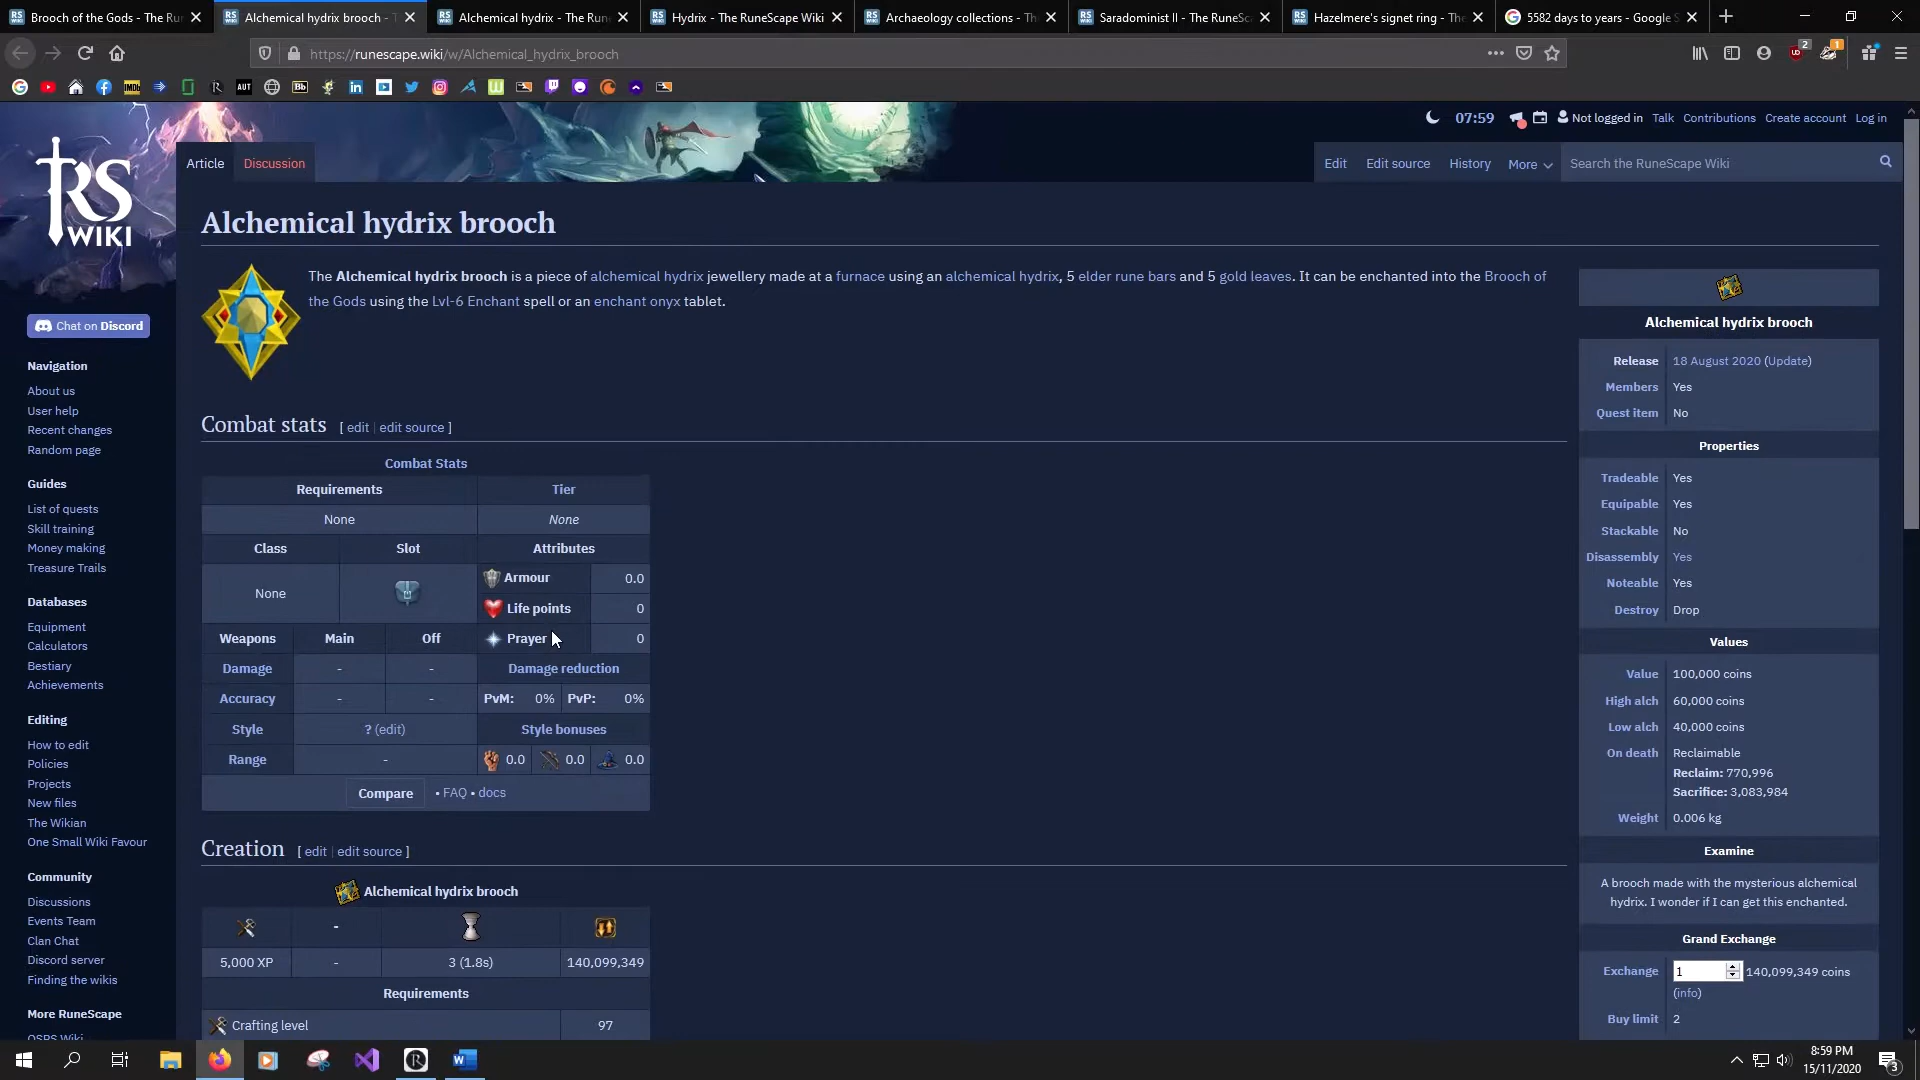 Brooch of the Gods - The Ru
Alchemical hydrix brooch - T
Alchemical hydrix - The Rune
Hydrix - The RuneScape Wiki
Archaeology collections - Th
Saradominist II - The RuneSc
Hazelmere's signet ring - The
5582 days to years - Google S
https://runescape.wiki/w/Alchemical_hydrix_brooch
2
1
IMDb
AUT
Bb
RS
WIKI
07:59
Not logged in
Talk
Contributions
Create account
Log in
Article
Discussion
Edit
Edit source
History
More
Search the RuneScape Wiki
Chat on Discord
Navigation
About us
User help
Recent changes
Random page
Guides
List of quests
Skill training
Money making
Treasure Trails
Databases
Equipment
Calculators
Bestiary
Achievements
Editing
How to edit
Policies
Projects
New files
The Wikian
One Small Wiki Favour
Community
Discussions
Events Team
Clan Chat
Discord server
Finding the wikis
More RuneScape
OSRS Wiki
Alchemical hydrix brooch
The Alchemical hydrix brooch is a piece of alchemical hydrix jewellery made at a furnace using an alchemical hydrix, 5 elder rune bars and 5 gold leaves. It can be enchanted into the Brooch of
the Gods using the Lvl-6 Enchant spell or an enchant onyx tablet.
Combat stats [ edit | edit source ]
Combat Stats
Requirements Tier
None None
Class Slot Attributes
None
Armour 0.0
Life points 0
Weapons Main Off Prayer 0
Damage - - Damage reduction
Accuracy - - PvM: 0% PvP: 0%
Style ? (edit) Style bonuses
Range - 0.0 0.0 0.0
Compare • FAQ • docs
Creation [ edit | edit source ]
Alchemical hydrix brooch
-
5,000 XP - 3 (1.8s) 140,099,349
Requirements
Crafting level 97
Alchemical hydrix brooch
Release 18 August 2020 (Update)
Members Yes
Quest item No
Properties
Tradeable Yes
Equipable Yes
Stackable No
Disassembly Yes
Noteable Yes
Destroy Drop
Values
Value 100,000 coins
High alch 60,000 coins
Low alch 40,000 coins
On death Reclaimable
Reclaim: 770,996
Sacrifice: 3,083,984
Weight 0.006 kg
Examine
A brooch made with the mysterious alchemical
hydrix. I wonder if I can get this enchanted.
Grand Exchange
Exchange 1 140,099,349 coins
(info)
Buy limit 2
8:59 PM
15/11/2020
3